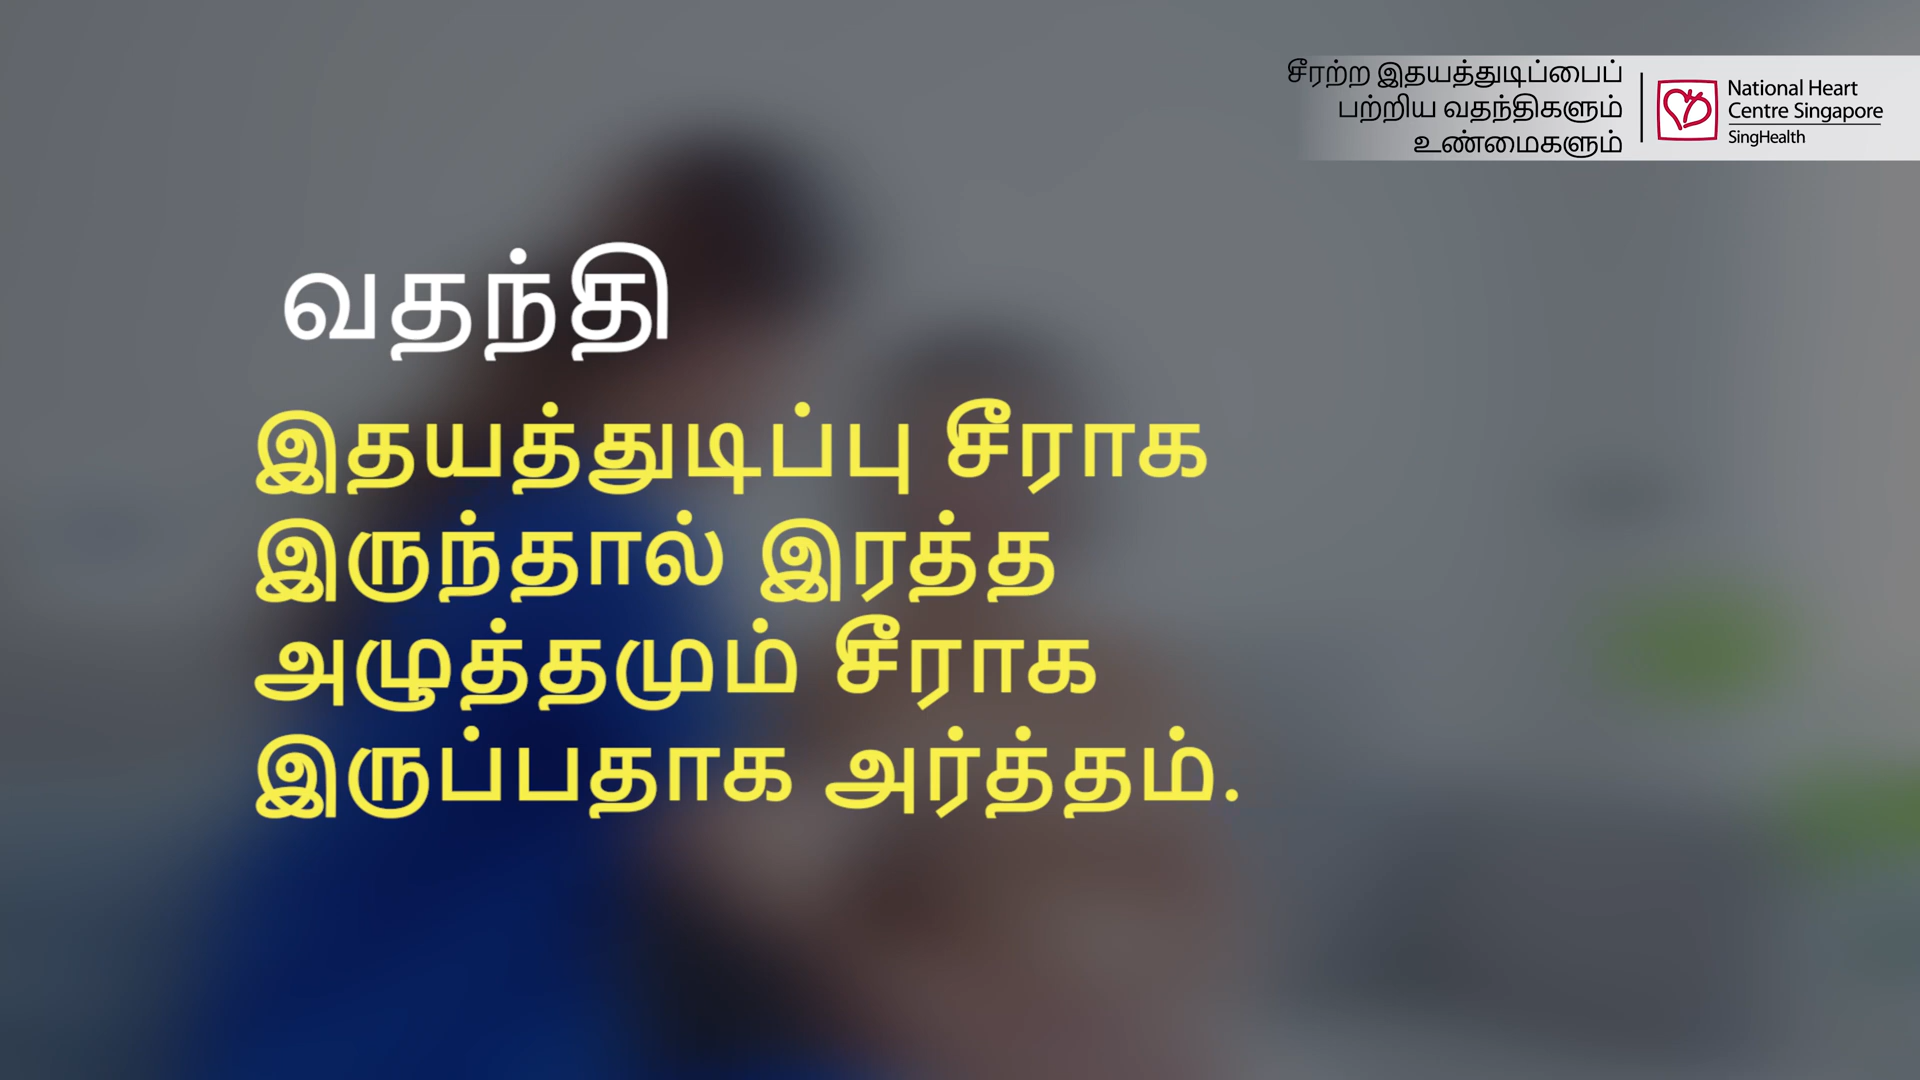 சீரற்ற இதயத்துடிப்பைப்
பற்றிய வதந்திகளும்
உண்மைகளும்
National Heart
Centre Singapore
SingHealth
வதந்தி
இதயத்துடிப்பு சீராக
இருந்தால் இரத்த
அழுத்தமும் சீராக
இருப்பதாக அர்த்தம்.